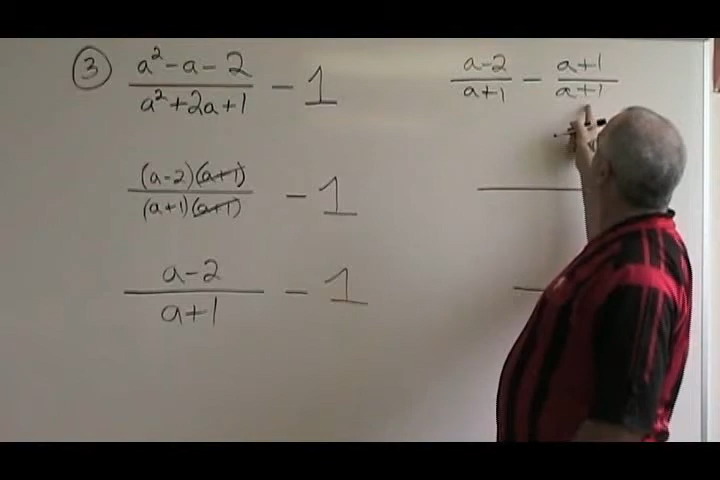 ③ a² - a - 2 / a² + 2a + 1 - 1
(a-2)(a+1) / (a+1)(a+1) - 1
a-2 / a+1 - 1
a-2 / a+1 - a+1 / a+1